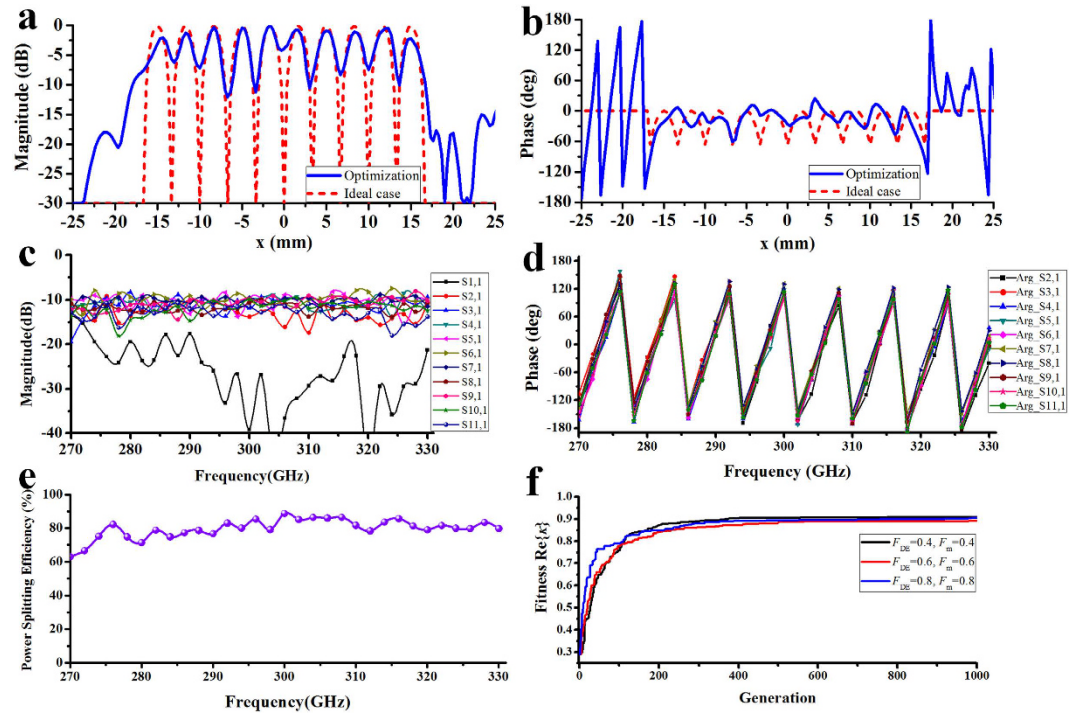 a
Magnitude (dB)
0
-5
-10
-15
-20
-25
-30
Optimization
Ideal case
-25 -20 -15 -10 -5 0 5 10 15 20 25
x (mm)
b
Phase (deg)
180
120
60
0
-60
-120
-180
Optimization
Ideal case
-25 -20 -15 -10 -5 0 5 10 15 20 25
x (mm)
c
Magnitude(dB)
0
-10
-20
-30
-40
S1,1
S2,1
S3,1
S4,1
S5,1
S6,1
S7,1
S8,1
S9,1
S10,1
S11,1
270 280 290 300 310 320 330
Frequency(GHz)
d
Phase (deg)
180
120
60
0
-60
-120
-180
Arg_S2,1
Arg_S3,1
Arg_S4,1
Arg_S5,1
Arg_S6,1
Arg_S7,1
Arg_S8,1
Arg_S9,1
Arg_S10,1
Arg_S11,1
270 280 290 300 310 320 330
Frequency (GHz)
e
Power Splitting Efficiency (%)
100
80
60
40
20
0
270 280 290 300 310 320 330
Frequency(GHz)
f
Fitness Re{κ}
1.0
0.9
0.8
0.7
0.6
0.5
0.4
0.3
F_DE=0.4, F_m=0.4
F_DE=0.6, F_m=0.6
F_DE=0.8, F_m=0.8
0 200 400 600 800 1000
Generation